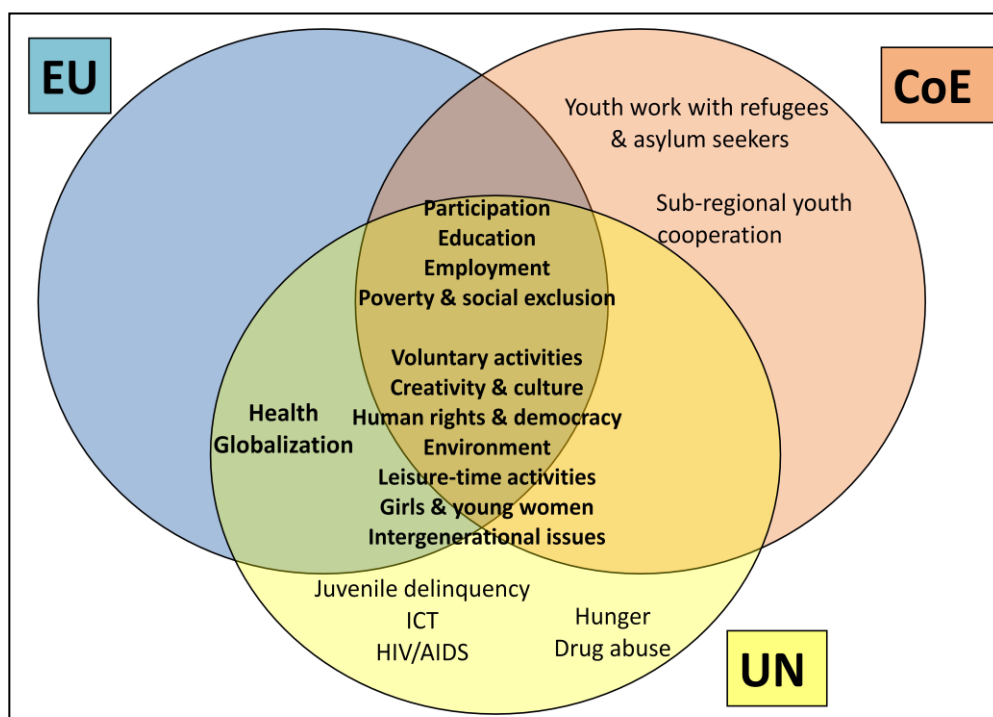 EU
CoE
Youth work with refugees
& asylum seekers
Sub-regional youth
cooperation
Participation
Education
Employment
Poverty & social exclusion
Voluntary activities
Creativity & culture
Human rights & democracy
Environment
Leisure-time activities
Girls & young women
Intergenerational issues
Health
Globalization
Juvenile delinquency
ICT
HIV/AIDS
Hunger
Drug abuse
UN